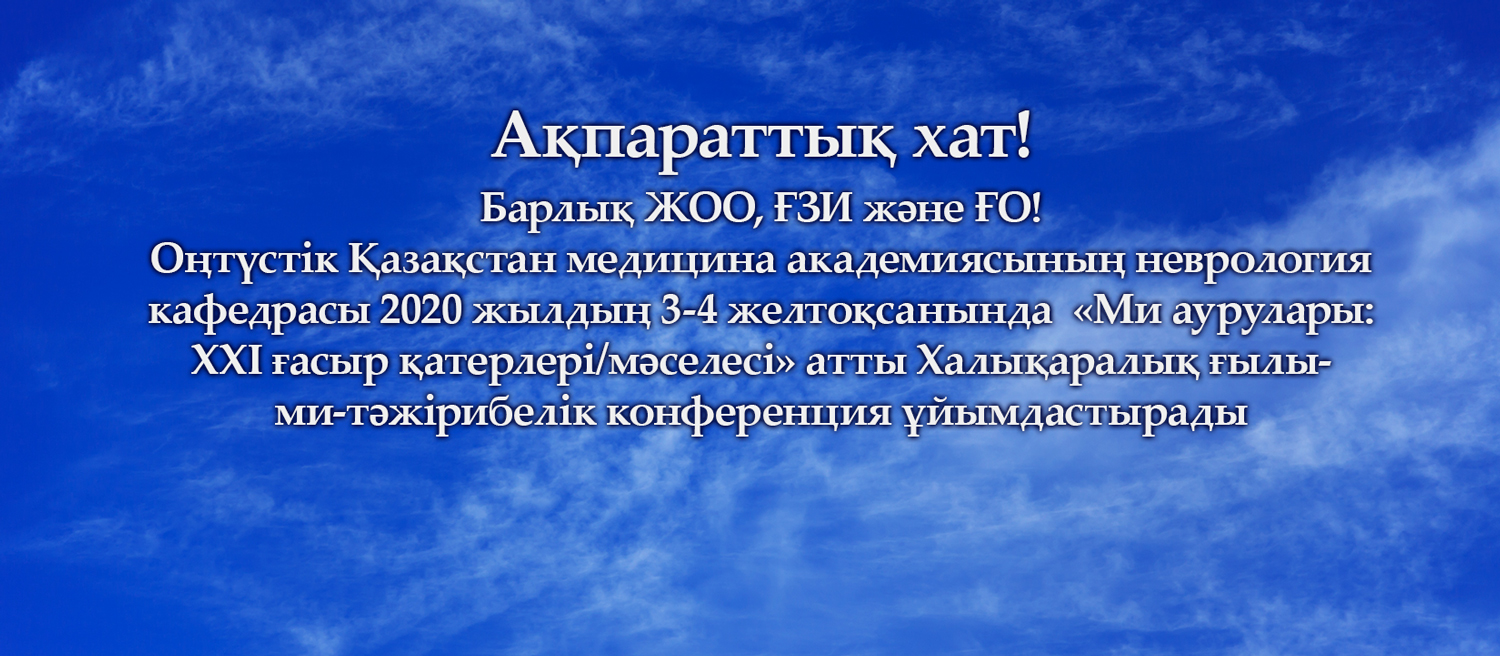 Ақпараттық хат!
Барлық ЖОО, ҒЗИ және ҒО!
Оңтүстік Қазақстан медицина академиясының неврология
кафедрасы 2020 жылдың 3-4 желтоқсанында «Ми аурулары:
XXI ғасыр қатерлері/мәселесі» атты Халықаралық ғылы-
ми-тәжірибелік конференция ұйымдастырады